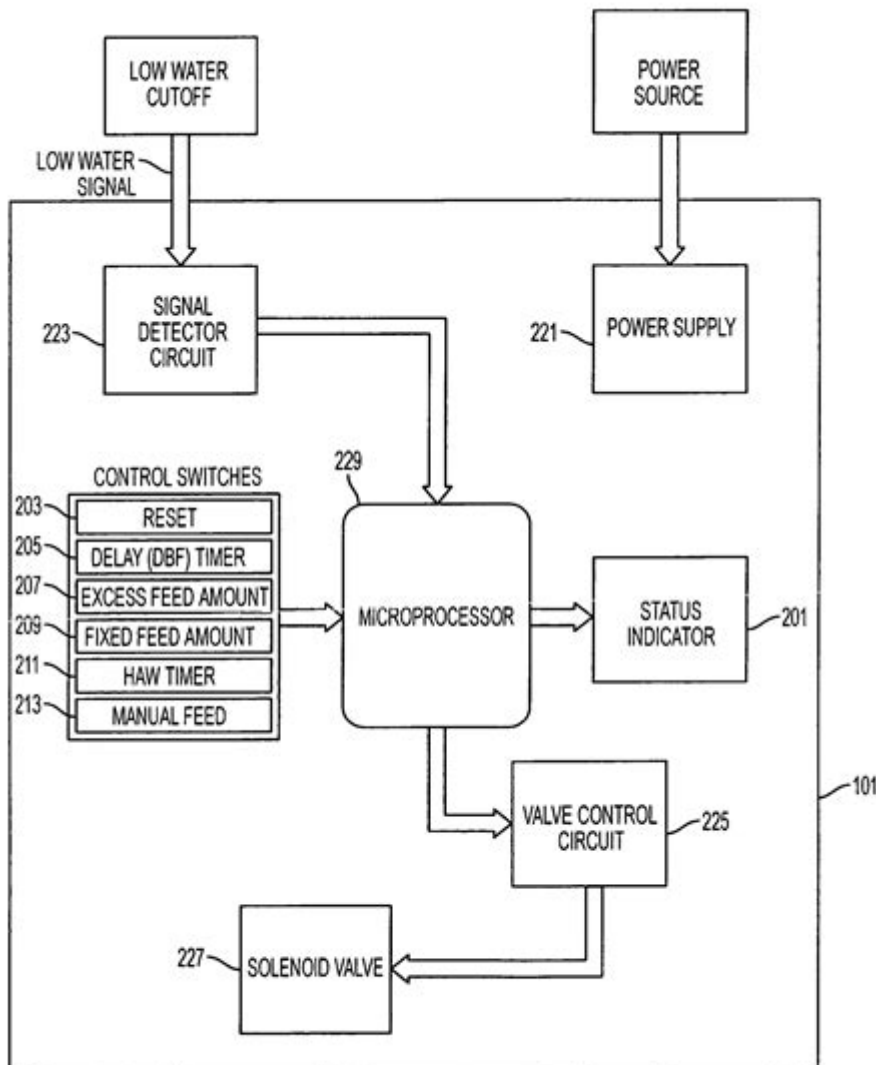 LOW WATER
CUTOFF
POWER
SOURCE
LOW WATER
SIGNAL
SIGNAL
DETECTOR
CIRCUIT
223
POWER SUPPLY
221
CONTROL SWITCHES
203
RESET
205
DELAY (DBF) TIMER
207
EXCESS FEED AMOUNT
209
FIXED FEED AMOUNT
211
HAW TIMER
213
MANUAL FEED
229
MICROPROCESSOR
STATUS
INDICATOR
201
VALVE CONTROL
CIRCUIT
225
101
227
SOLENOID VALVE